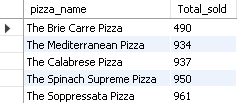 pizza_name Total_sold
The Brie Carre Pizza 490
The Mediterranean Pizza 934
The Calabrese Pizza 937
The Spinach Supreme Pizza 950
The Soppressata Pizza 961